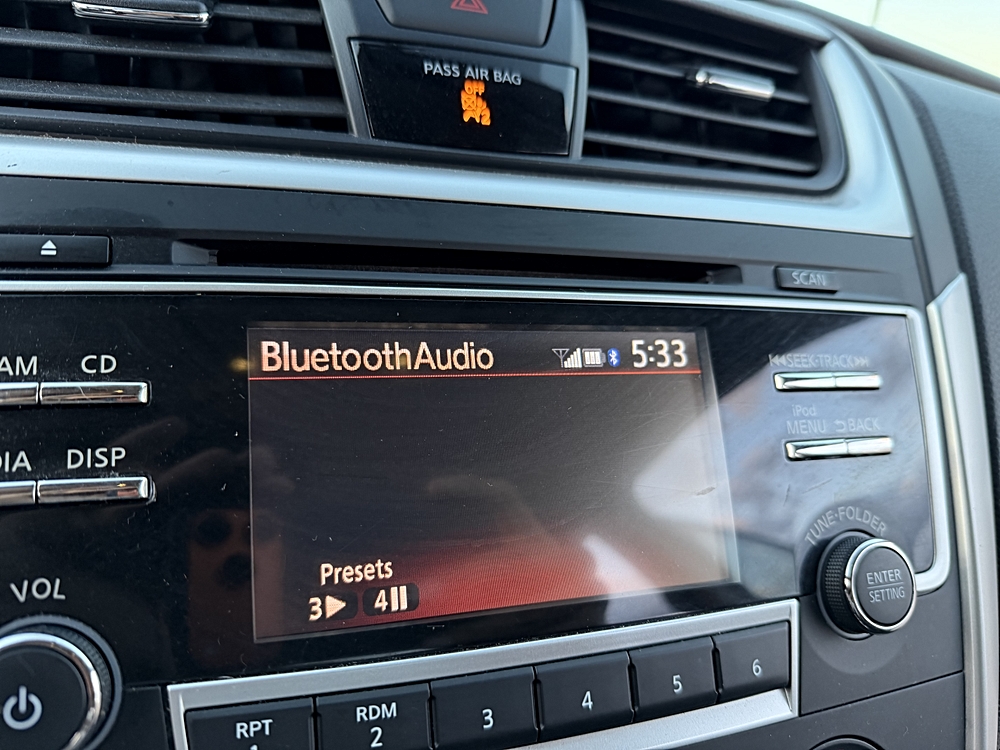 PASS AIR BAG
OFF
2
SCAN
BluetoothAudio 5:33
AM CD
SEEK·TRACK
iPod
MENU BACK
DIA DISP
TUNE·FOLDER
Presets
3 4
ENTER
SETTING
VOL
RPT RDM 3 4 5 6
1 2